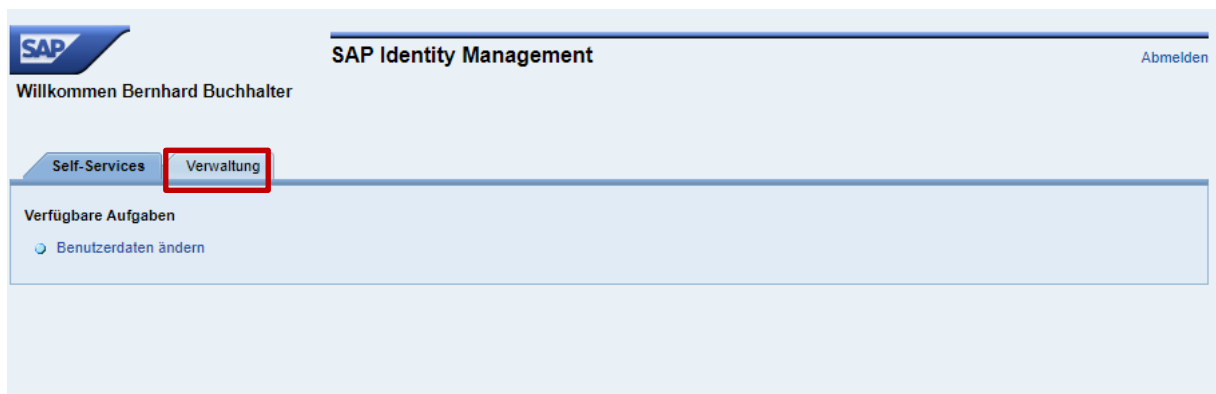 SAP
SAP Identity Management
Abmelden
Willkommen Bernhard Buchhalter
Self-Services
Verwaltung
Verfügbare Aufgaben
Benutzerdaten ändern